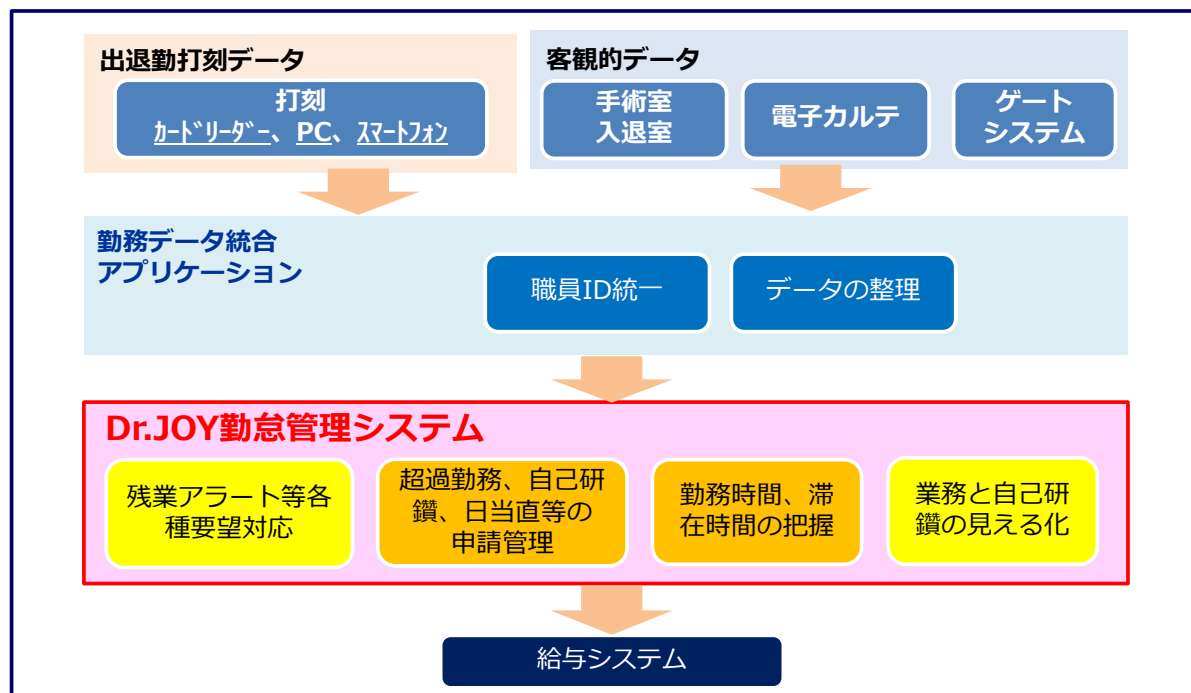 出退勤打刻データ
打刻
ｶｰﾄﾞﾘｰﾀﾞｰ、PC、ｽﾏｰﾄﾌｫﾝ
客観的データ
手術室
入退室
電子カルテ
ゲート
システム
勤務データ統合
アプリケーション
職員ID統一
データの整理
Dr.JOY勤怠管理システム
残業アラート等各
種要望対応
超過勤務、自己研
鑽、日当直等の
申請管理
勤務時間、滞
在時間の把握
業務と自己研
鑽の見える化
給与システム